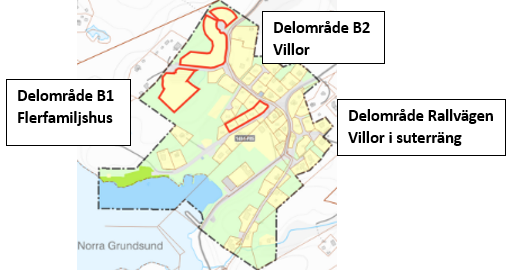 Delområde B2
Villor
Delområde B1
Flerfamiljshus
Delområde Rallvägen
Villor i suterräng
Norra Grundsund